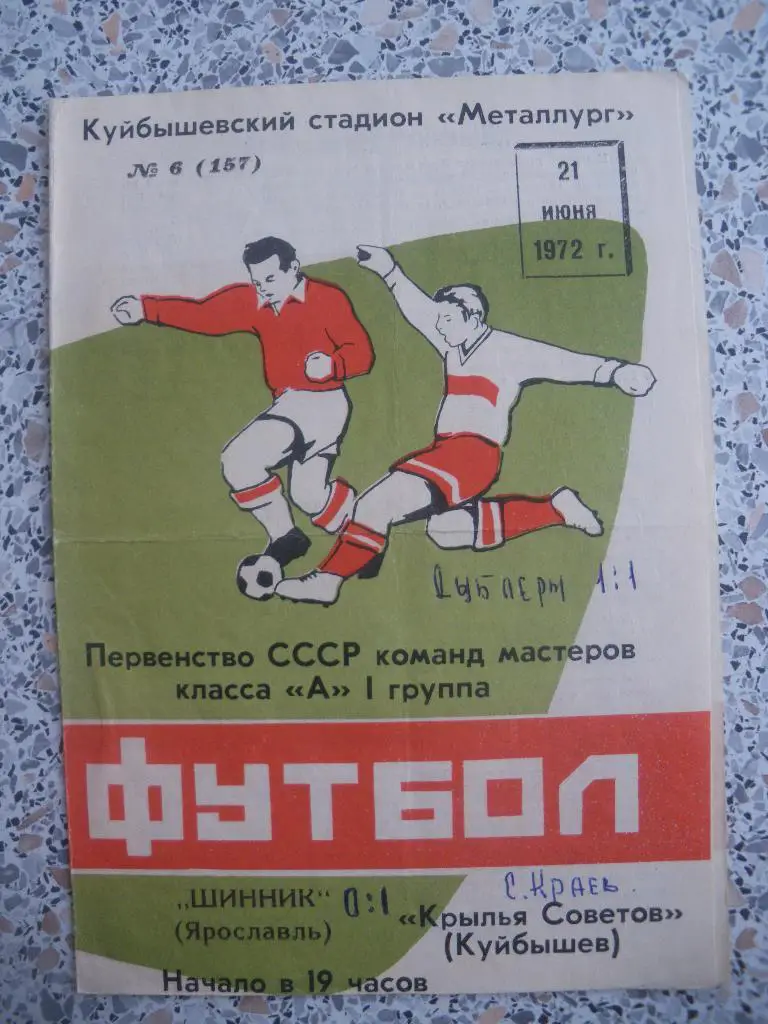 Куйбышевский стадион «Металлург»
№ 6 (157)
21
июня
1972 г.
Дублеры 1:1
Первенство СССР команд мастеров
класса «А» I группа
ФУТБОЛ
С. Краев.
„ШИННИК“ 0:1 «Крылья Советов»
(Ярославль) (Куйбышев)
Начало в 19 часов